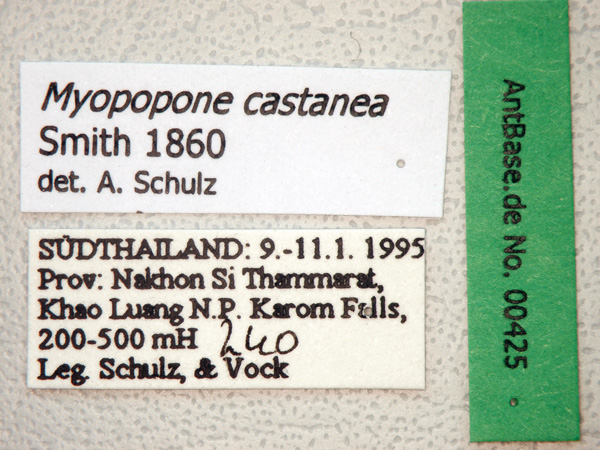 Myopopone castanea
Smith 1860
det. A. Schulz
SÜDTHAILAND: 9.-11.1. 1995
Prov: Nakhon Si Thammarat,
Khao Luang N.P. Karom Falls,
200-500 mH 240
Leg. Schulz, & Vock
AntBase.de No. 00425